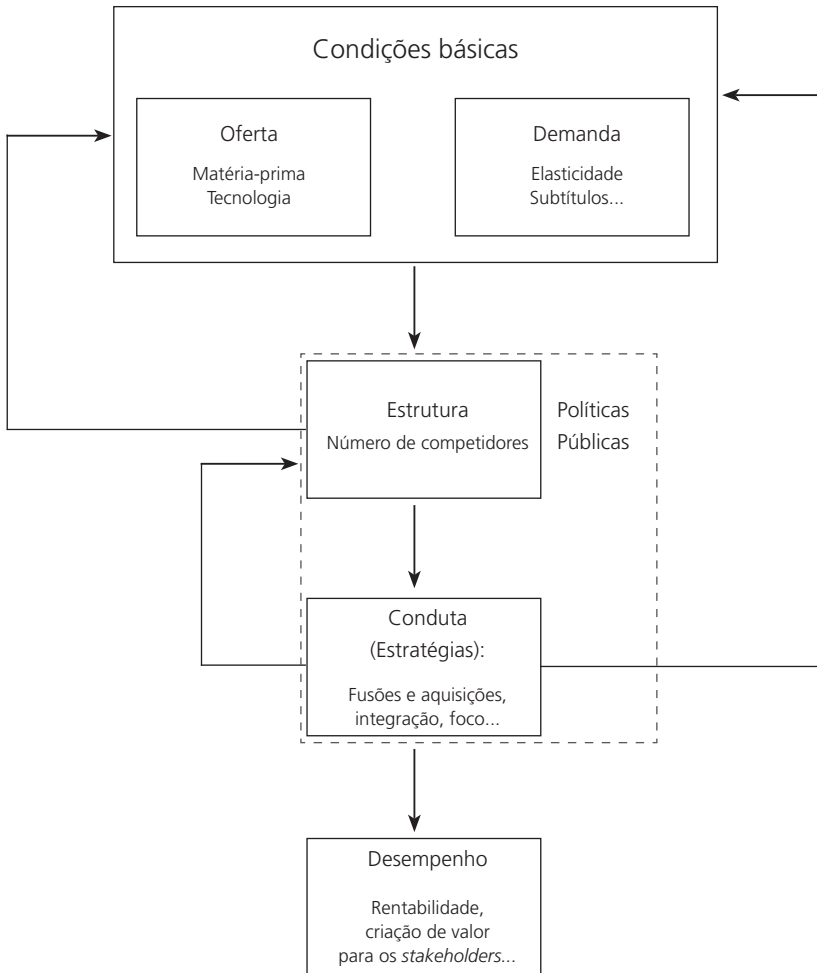 Condições básicas
Oferta
Matéria-prima
Tecnologia
Demanda
Elasticidade
Subtítulos...
Estrutura
Número de competidores
Políticas
Públicas
Conduta
(Estratégias):
Fusões e aquisições,
integração, foco...
Desempenho
Rentabilidade,
criação de valor
para os stakeholders...